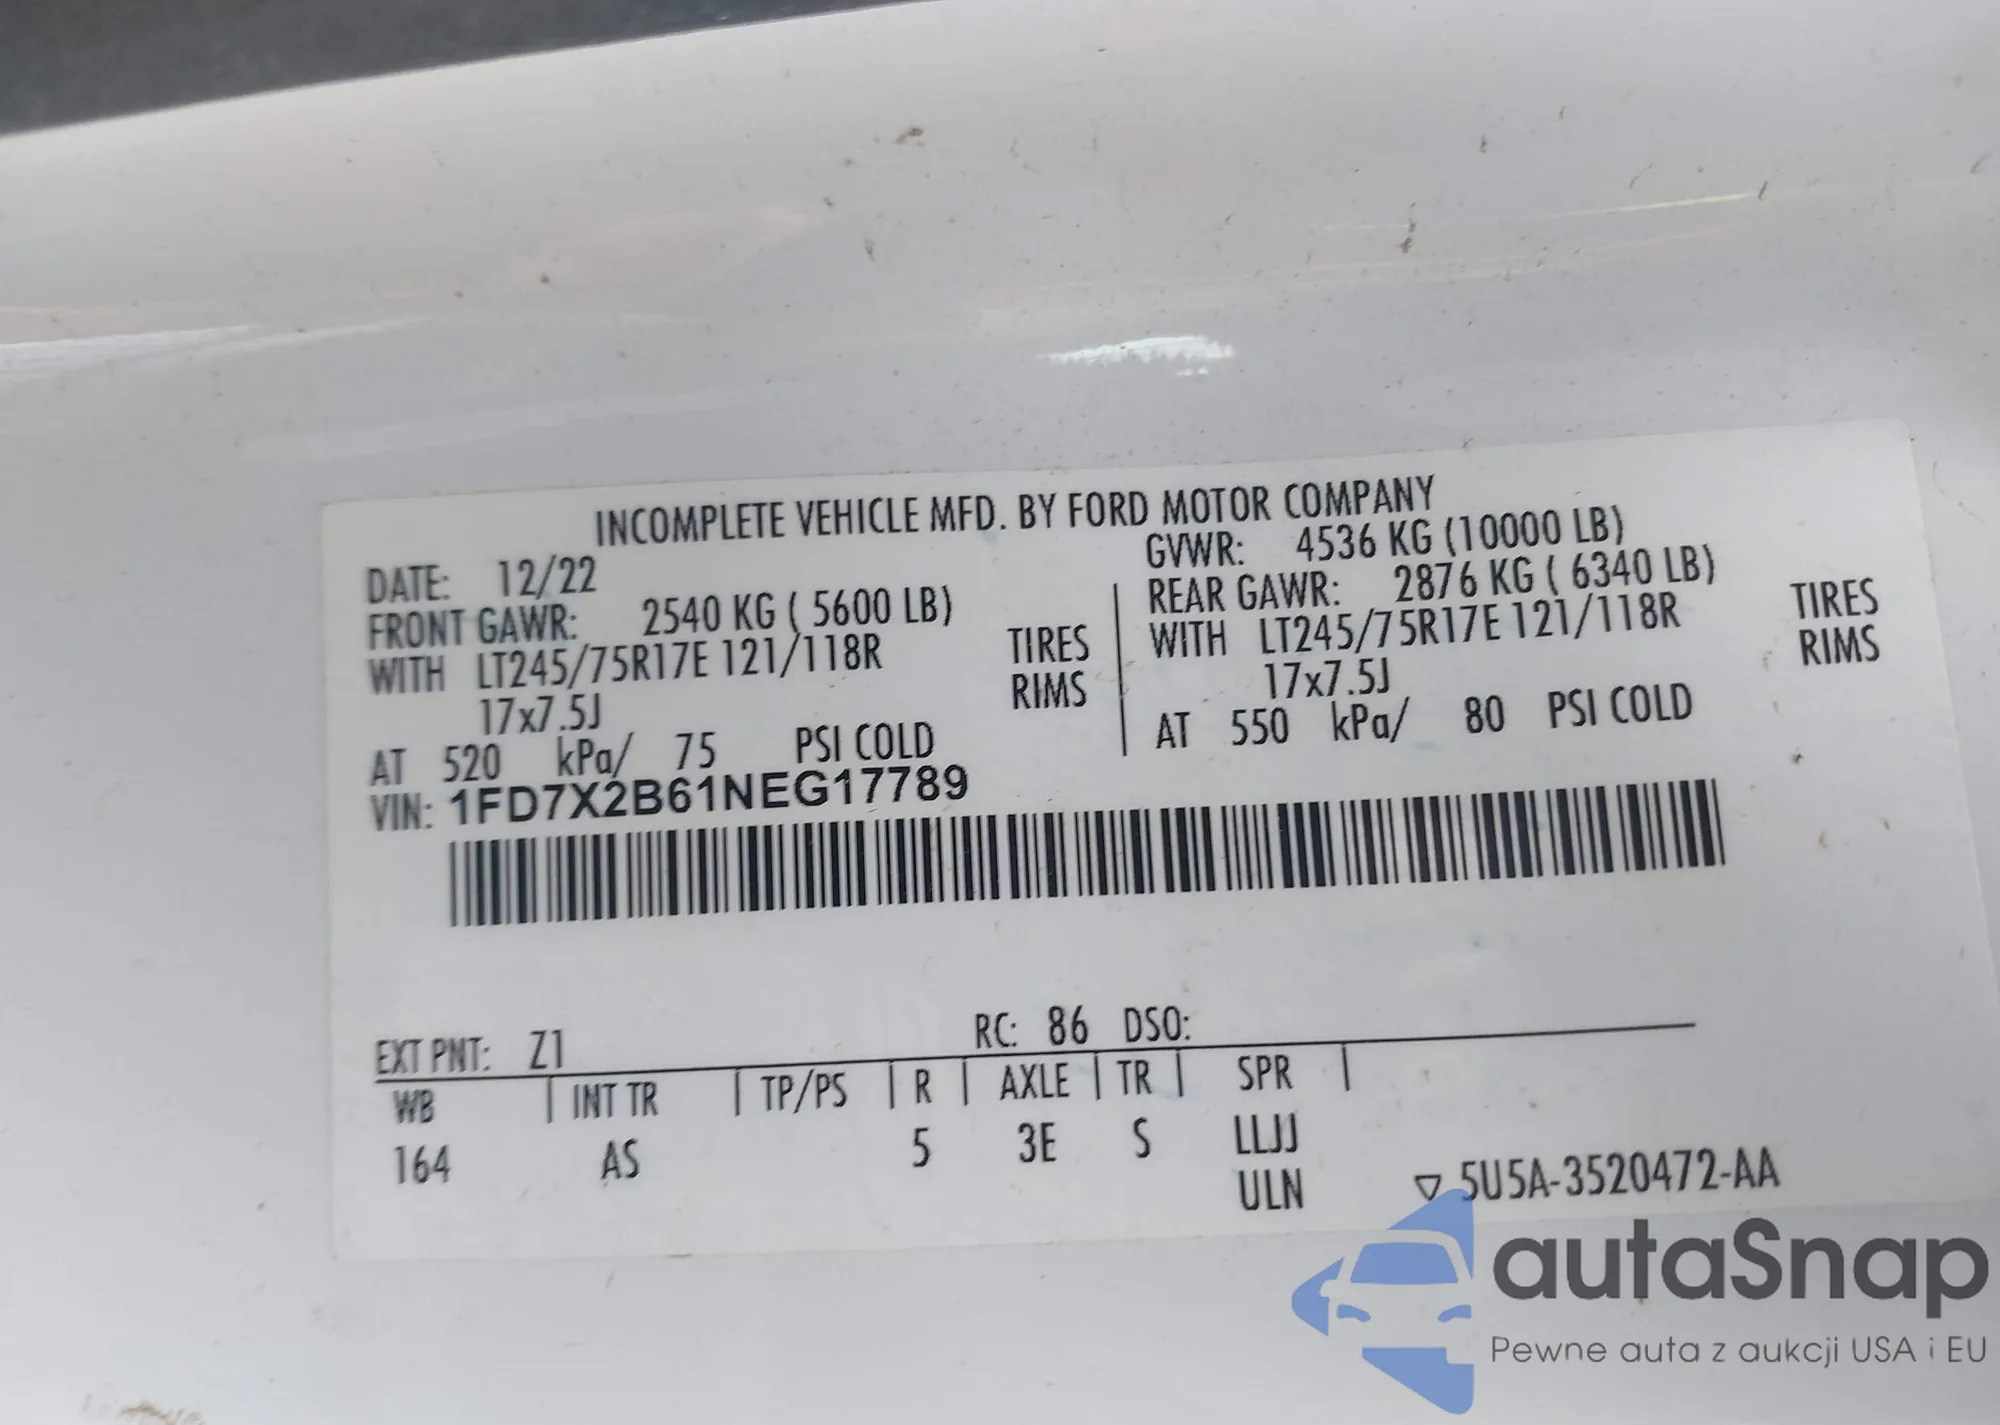 INCOMPLETE VEHICLE MFD. BY FORD MOTOR COMPANY
DATE: 12/22
GVWR: 4536 KG (10000 LB)
FRONT GAWR: 2540 KG ( 5600 LB)
REAR GAWR: 2876 KG ( 6340 LB)
WITH LT245/75R17E 121/118R TIRES
WITH LT245/75R17E 121/118R TIRES
17x7.5J RIMS
17x7.5J RIMS
AT 520 kPa/ 75 PSI COLD
AT 550 kPa/ 80 PSI COLD
VIN: 1FD7X2B61NEG17789
EXT PNT: Z1 RC: 86 DSO:
WB | INT TR | TP/PS | R | AXLE | TR | SPR |
164 AS 5 3E S LLJJ
ULN ▽ 5U5A-3520472-AA
autaSnap
Pewne auta z aukcji USA i EU